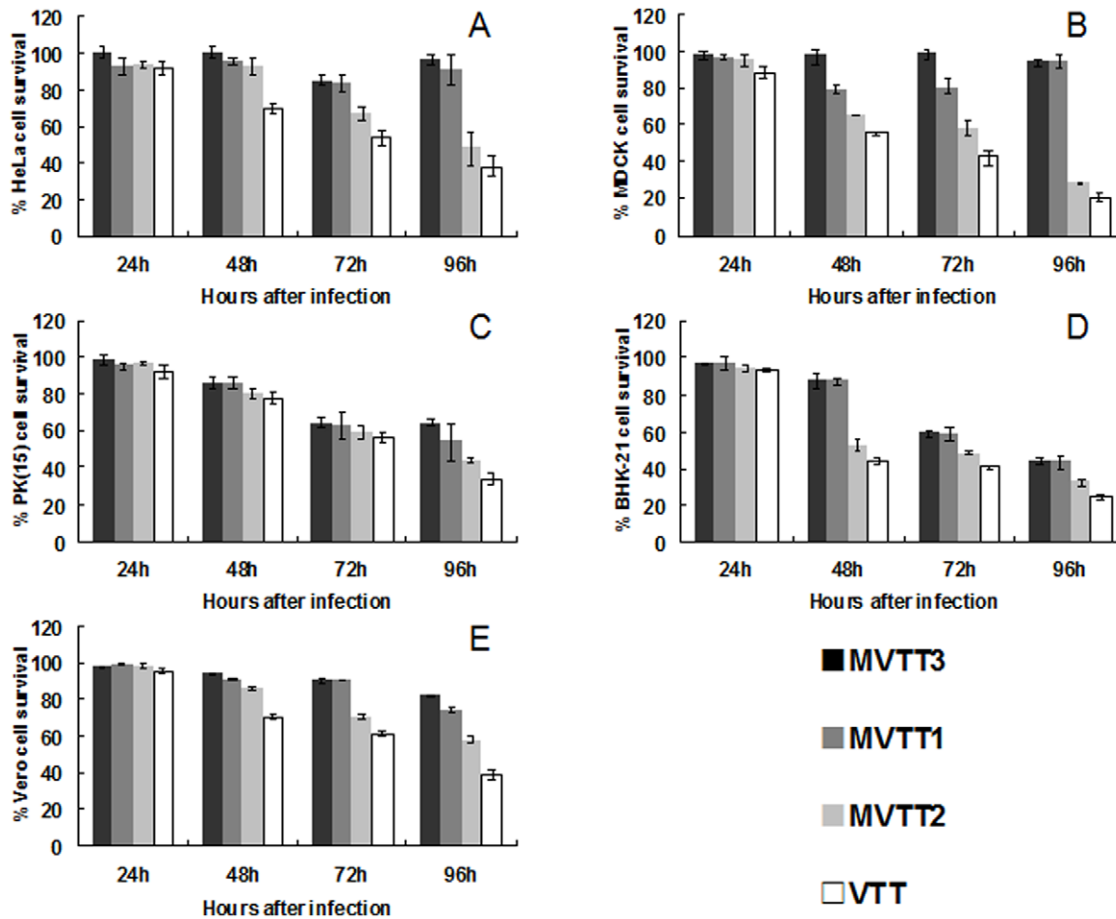 A
120
100
80
60
40
20
0
% HeLa cell survival
24h 48h 72h 96h
Hours after infection
B
120
100
80
60
40
20
0
% MDCK cell survival
24h 48h 72h 96h
Hours after infection
C
120
100
80
60
40
20
0
% PK(15) cell survival
24h 48h 72h 96h
Hours after infection
D
120
100
80
60
40
20
0
% BHK-21 cell survival
24h 48h 72h 96h
Hours after infection
E
120
100
80
60
40
20
0
% Vero cell survival
24h 48h 72h 96h
Hours after infection
MVTT3
MVTT1
MVTT2
VTT